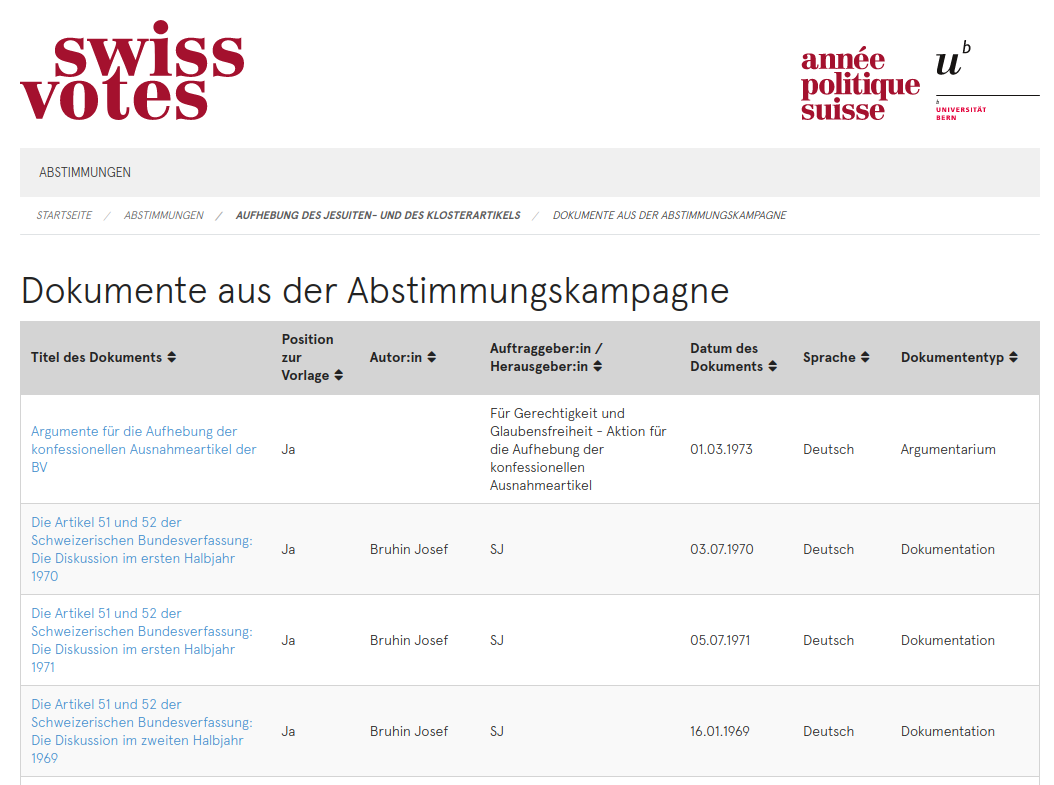 swiss
votes
année
politique
suisse
u^b
b
UNIVERSITÄT
BERN
ABSTIMMUNGEN
STARTSEITE / ABSTIMMUNGEN / AUFHEBUNG DES JESUITEN- UND DES KLOSTERARTIKELS / DOKUMENTE AUS DER ABSTIMMUNGSKAMPAGNE
Dokumente aus der Abstimmungskampagne
Titel des Dokuments
Position
zur
Vorlage
Autor:in
Auftraggeber:in /
Herausgeber:in
Datum des
Dokuments
Sprache
Dokumententyp
Argumente für die Aufhebung der
konfessionellen Ausnahmeartikel der
BV
Ja
Für Gerechtigkeit und
Glaubensfreiheit - Aktion für
die Aufhebung der
konfessionellen
Ausnahmeartikel
01.03.1973
Deutsch
Argumentarium
Die Artikel 51 und 52 der
Schweizerischen Bundesverfassung:
Die Diskussion im ersten Halbjahr
1970
Ja
Bruhin Josef
SJ
03.07.1970
Deutsch
Dokumentation
Die Artikel 51 und 52 der
Schweizerischen Bundesverfassung:
Die Diskussion im ersten Halbjahr
1971
Ja
Bruhin Josef
SJ
05.07.1971
Deutsch
Dokumentation
Die Artikel 51 und 52 der
Schweizerischen Bundesverfassung:
Die Diskussion im zweiten Halbjahr
1969
Ja
Bruhin Josef
SJ
16.01.1969
Deutsch
Dokumentation